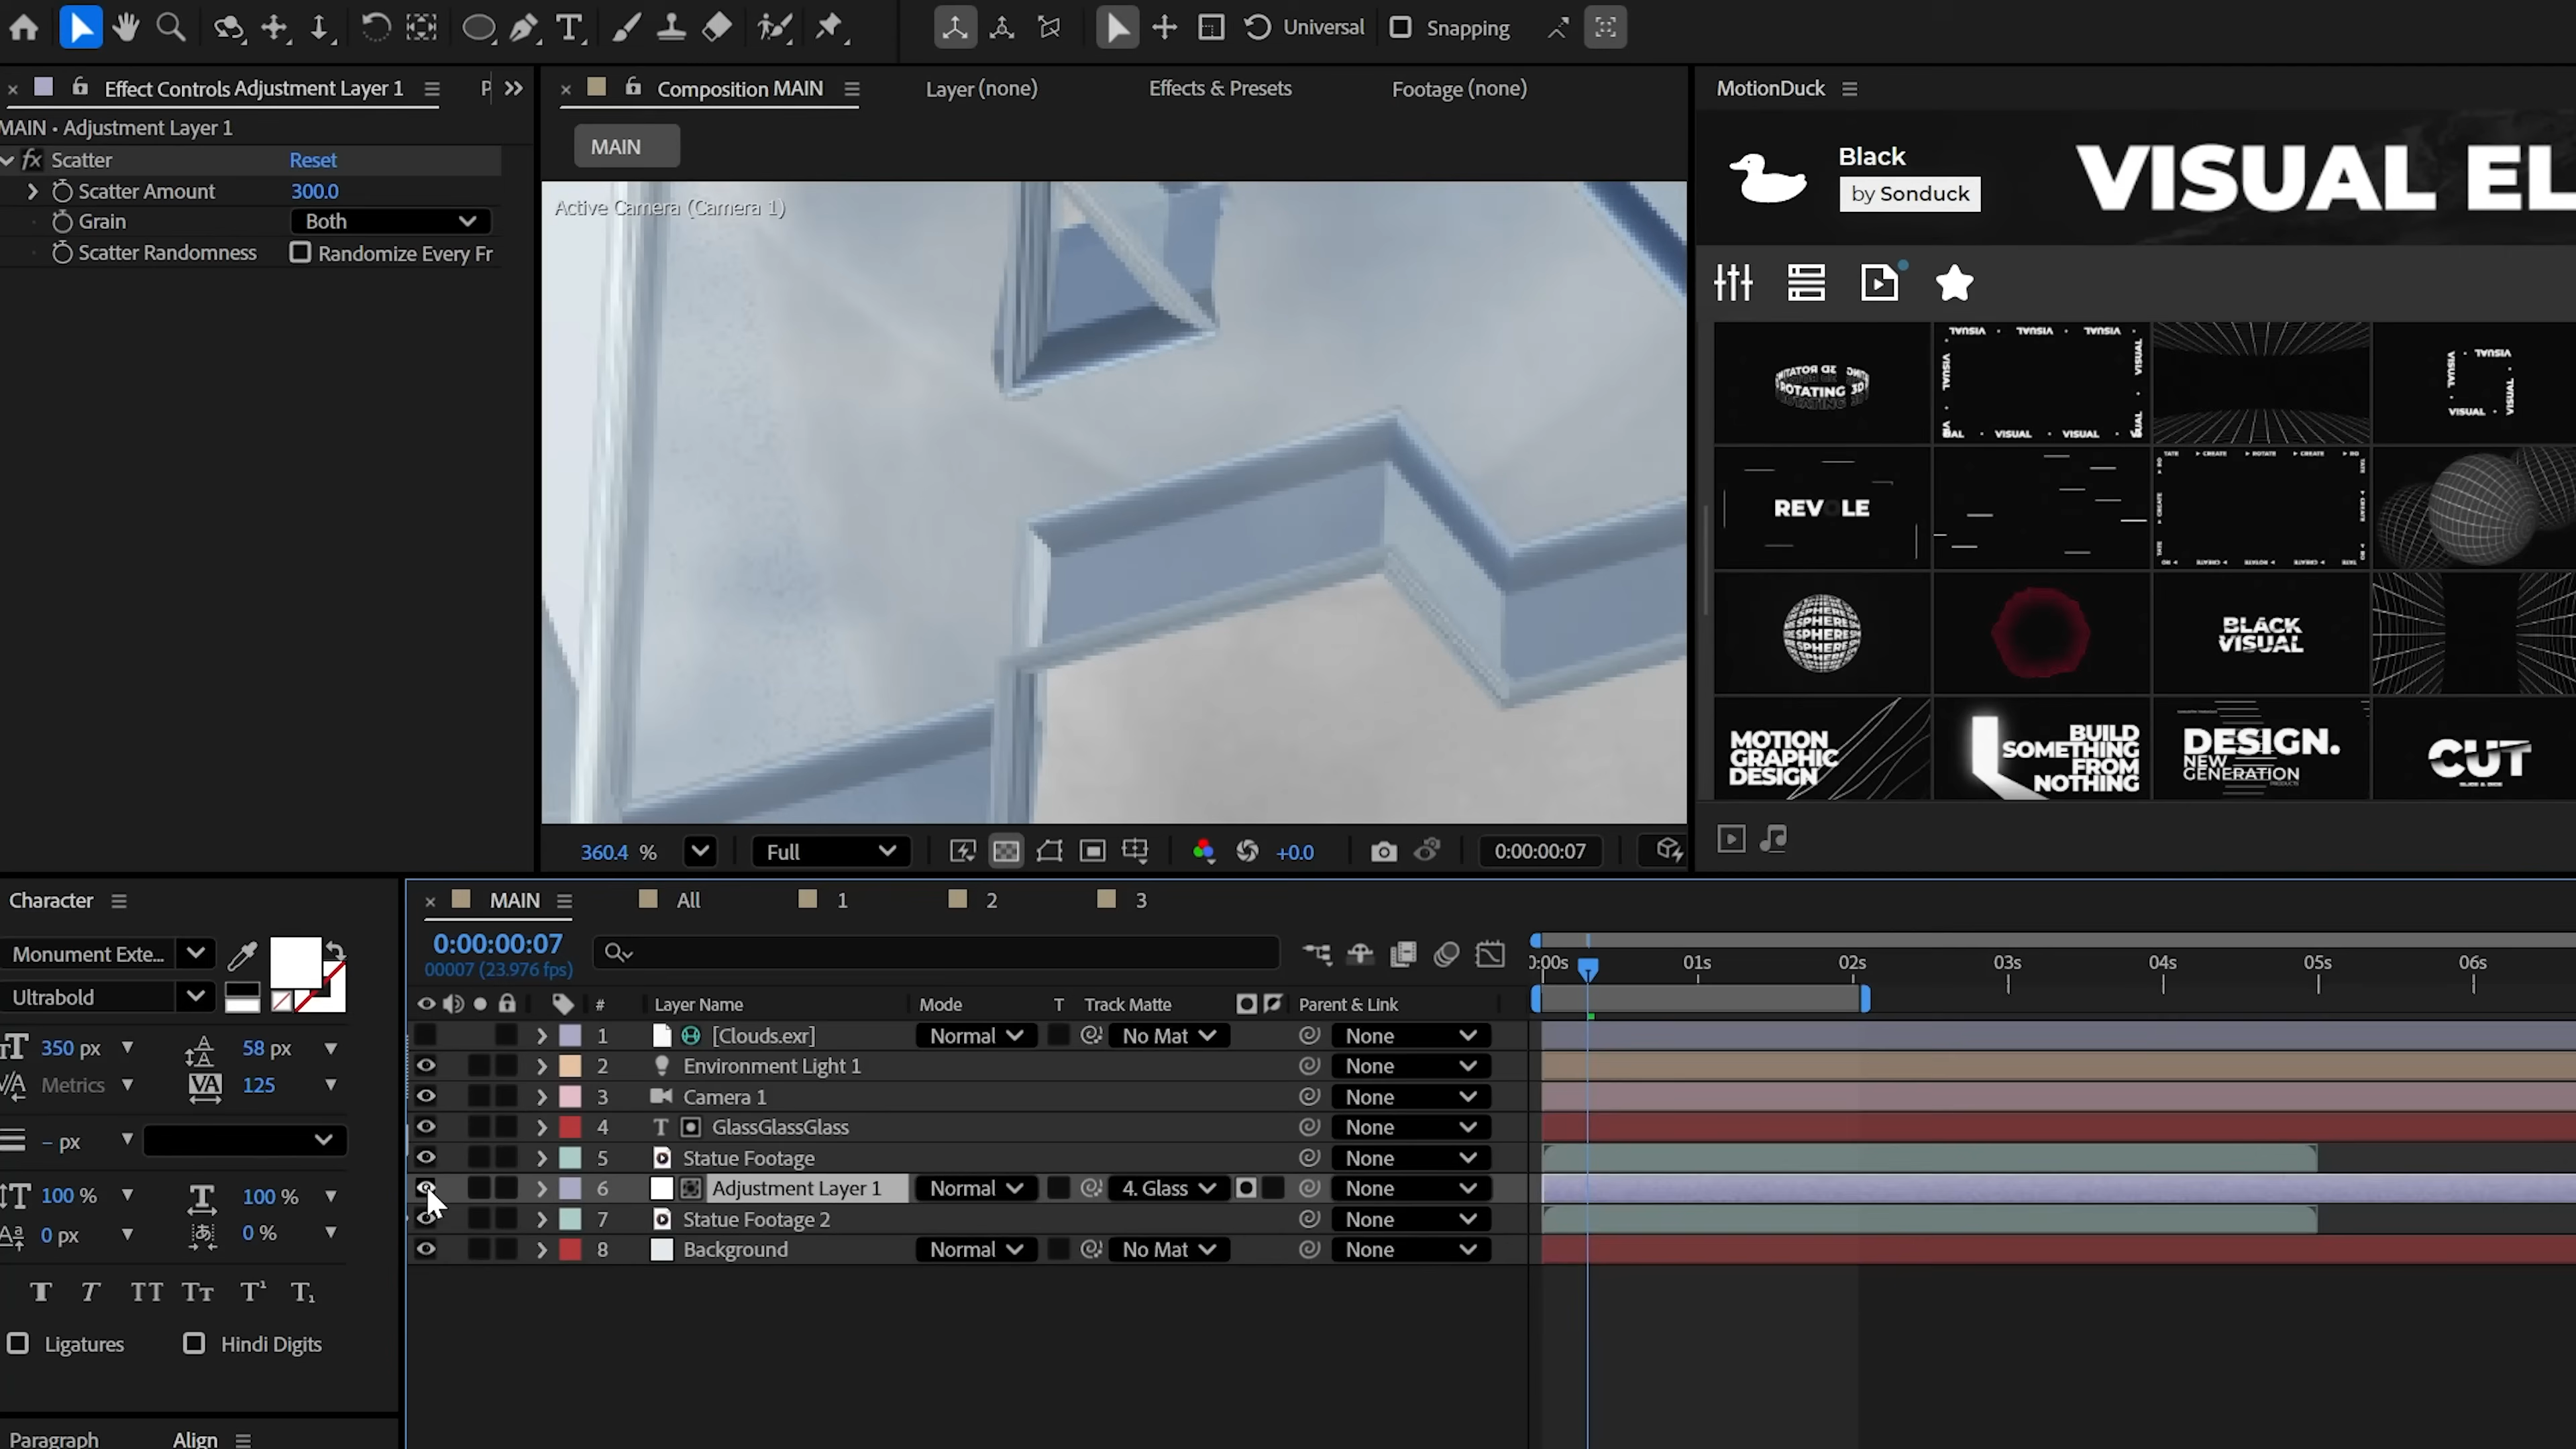 Universal
Snapping
Effect Controls Adjustment Layer 1
P
Composition MAIN
Layer (none)
Effects & Presets
Footage (none)
MotionDuck
MAIN • Adjustment Layer 1
fx Scatter Reset
Scatter Amount 300.0
Grain Both
Scatter Randomness Randomize Every Fr
MAIN
Active Camera (Camera 1)
Black
by Sonduck
VISUAL EL
ROTATING 3D
VISUAL
REV LE
SPHERE
BLACK
VISUAL
MOTION
GRAPHIC
DESIGN
BUILD
SOMETHING
FROM
NOTHING
DESIGN.
NEW
GENERATION
CUT
360.4 %
Full
+0.0
0:00:00:07
Character
MAIN
All
1
2
3
Monument Exte...
Ultrabold
350 px
58 px
Metrics
125
- px
100 %
100 %
0 px
0 %
Ligatures
Hindi Digits
Paragraph
Align
0:00:00:07
00007 (23.976 fps)
0:00s 01s 02s 03s 04s 05s 06s
# Layer Name Mode T Track Matte Parent & Link
1 [Clouds.exr] Normal No Mat None
2 Environment Light 1 None
3 Camera 1 None
4 GlassGlassGlass None
5 Statue Footage None
6 Adjustment Layer 1 Normal 4. Glass None
7 Statue Footage 2 None
8 Background Normal No Mat None